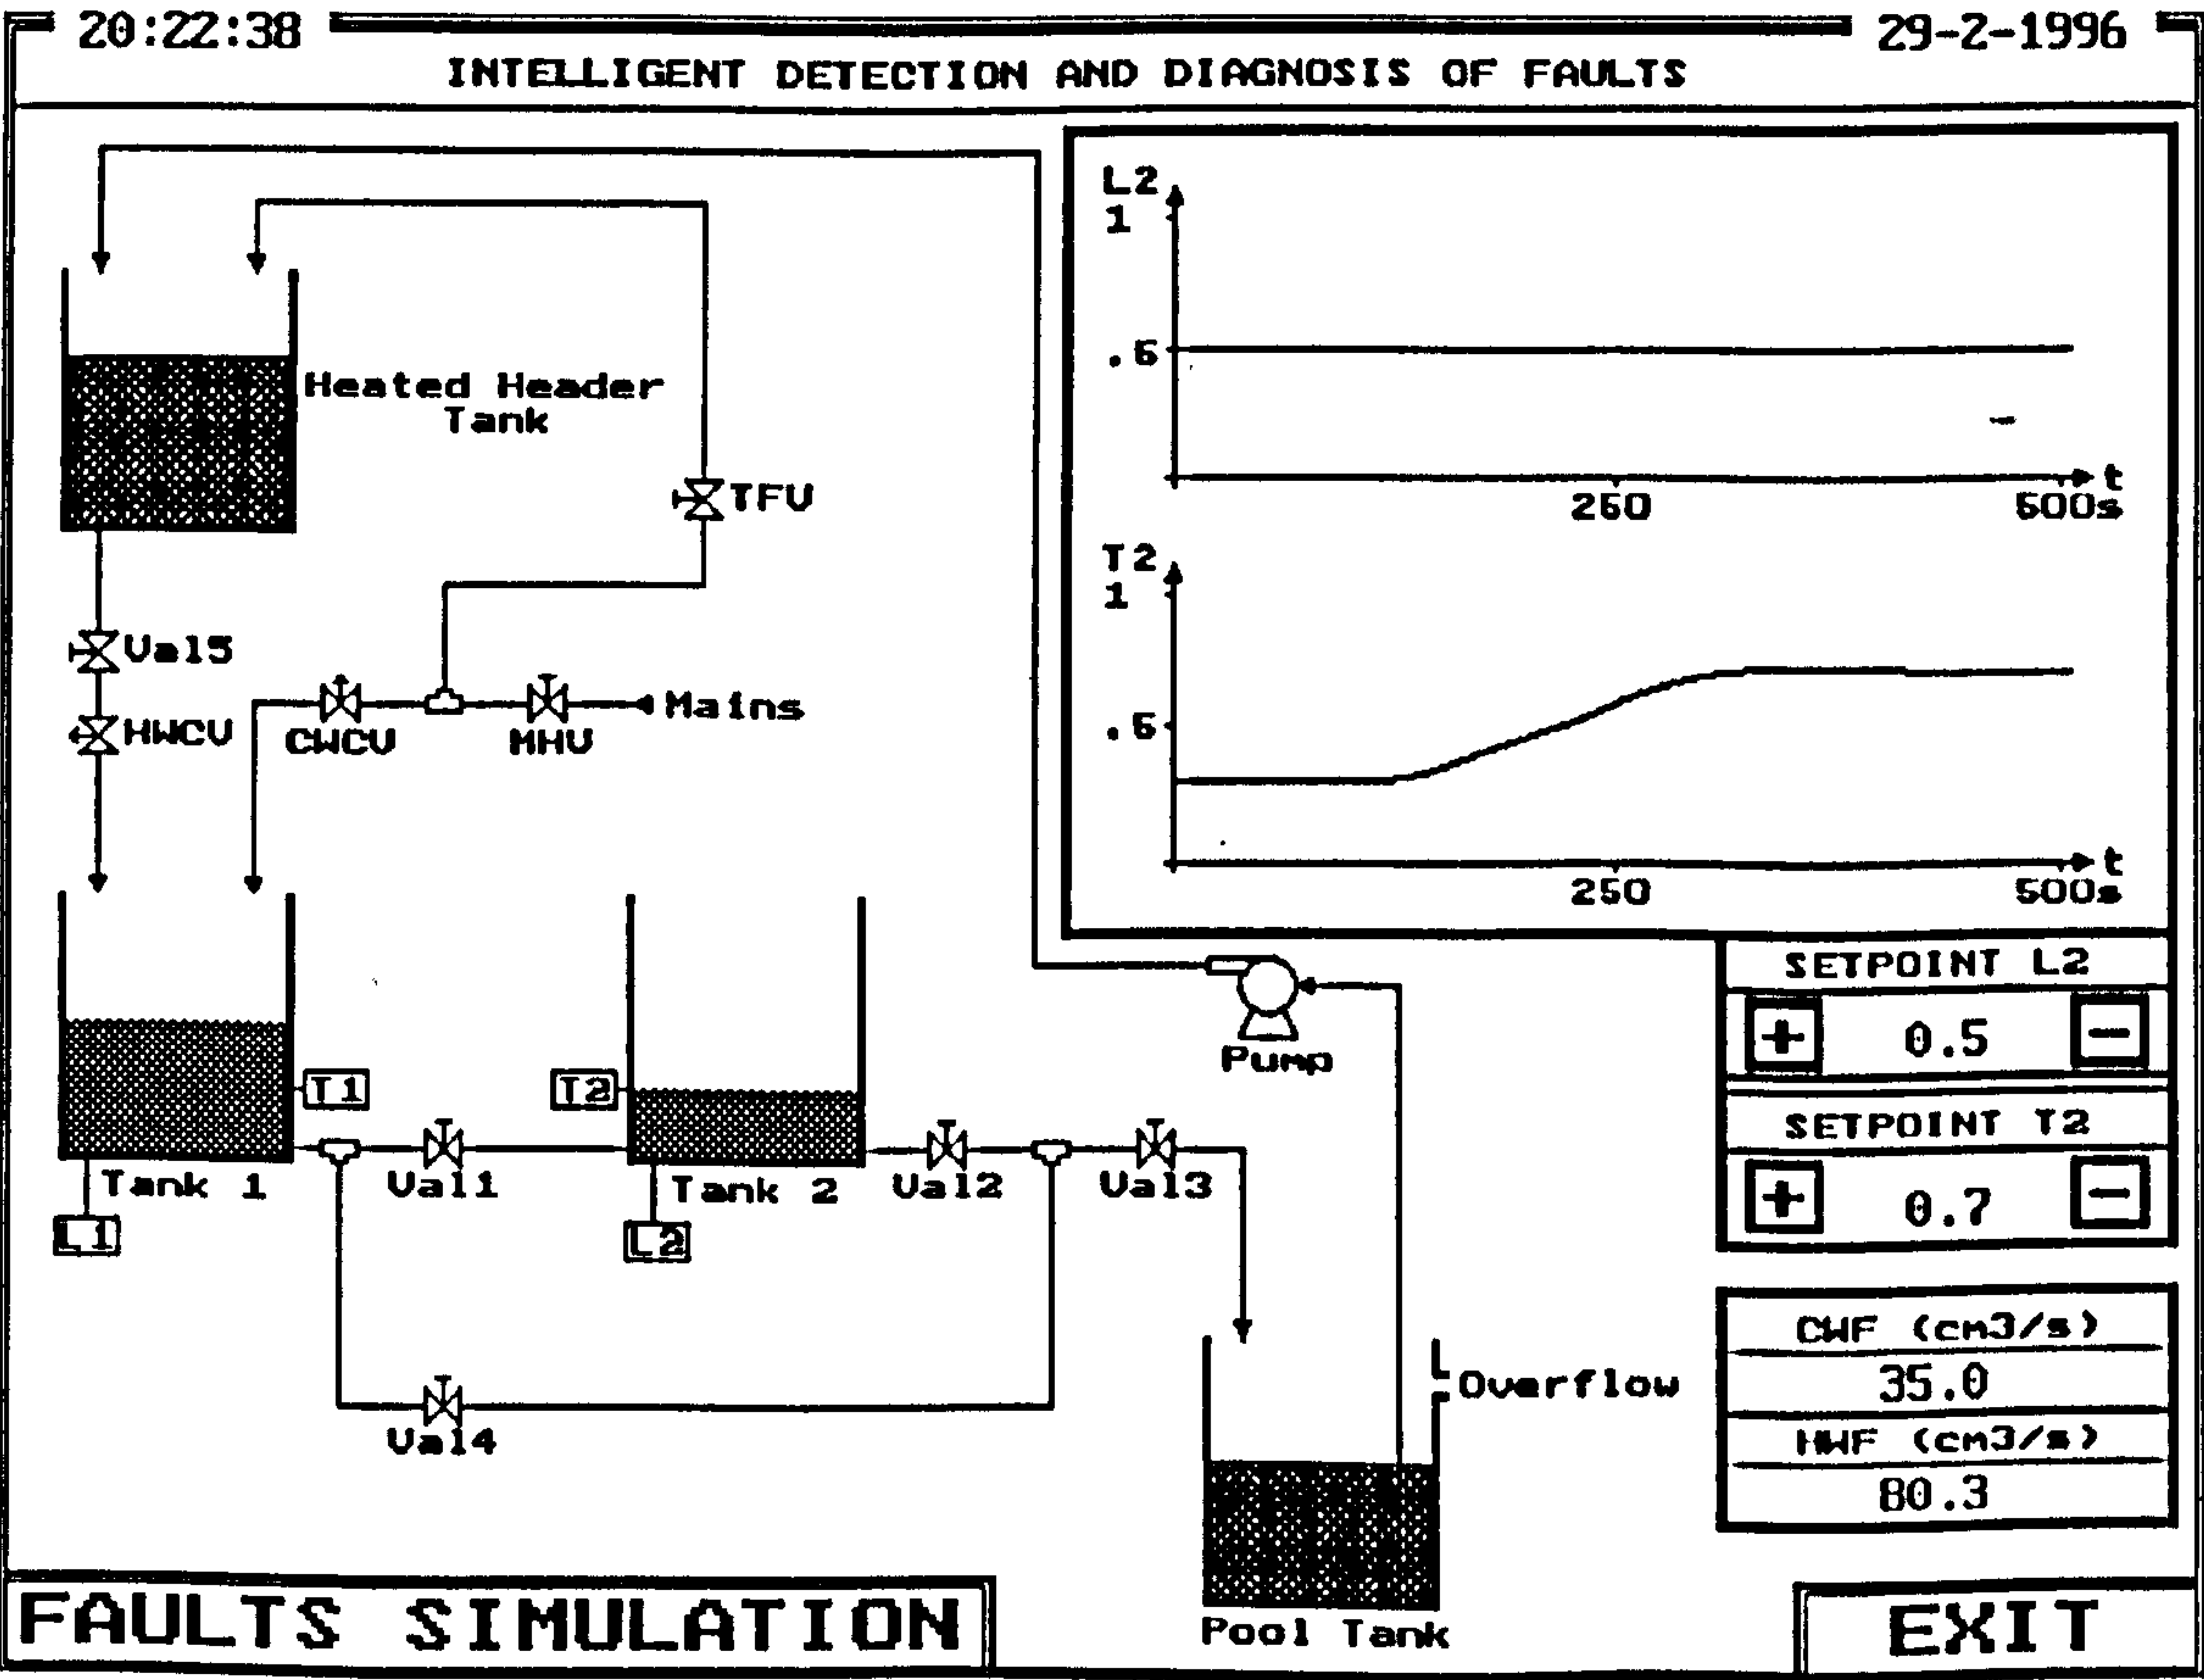 20:22:38
29-2-1996
INTELLIGENT DETECTION AND DIAGNOSIS OF FAULTS
Heated Header
Tank
TFV
Val5
HWCV
CWCV
MHV
Mains
L2
1
.5
250
500s
t
T2
1
.5
250
500s
t
T1
T2
Tank 1
Val1
Tank 2
Val2
Val3
L1
L2
Val4
Pump
Overflow
Pool Tank
SETPOINT L2
+ 0.5 -
SETPOINT T2
+ 0.7 -
CWF (cm3/s)
35.0
HWF (cm3/s)
80.3
FAULTS SIMULATION
EXIT